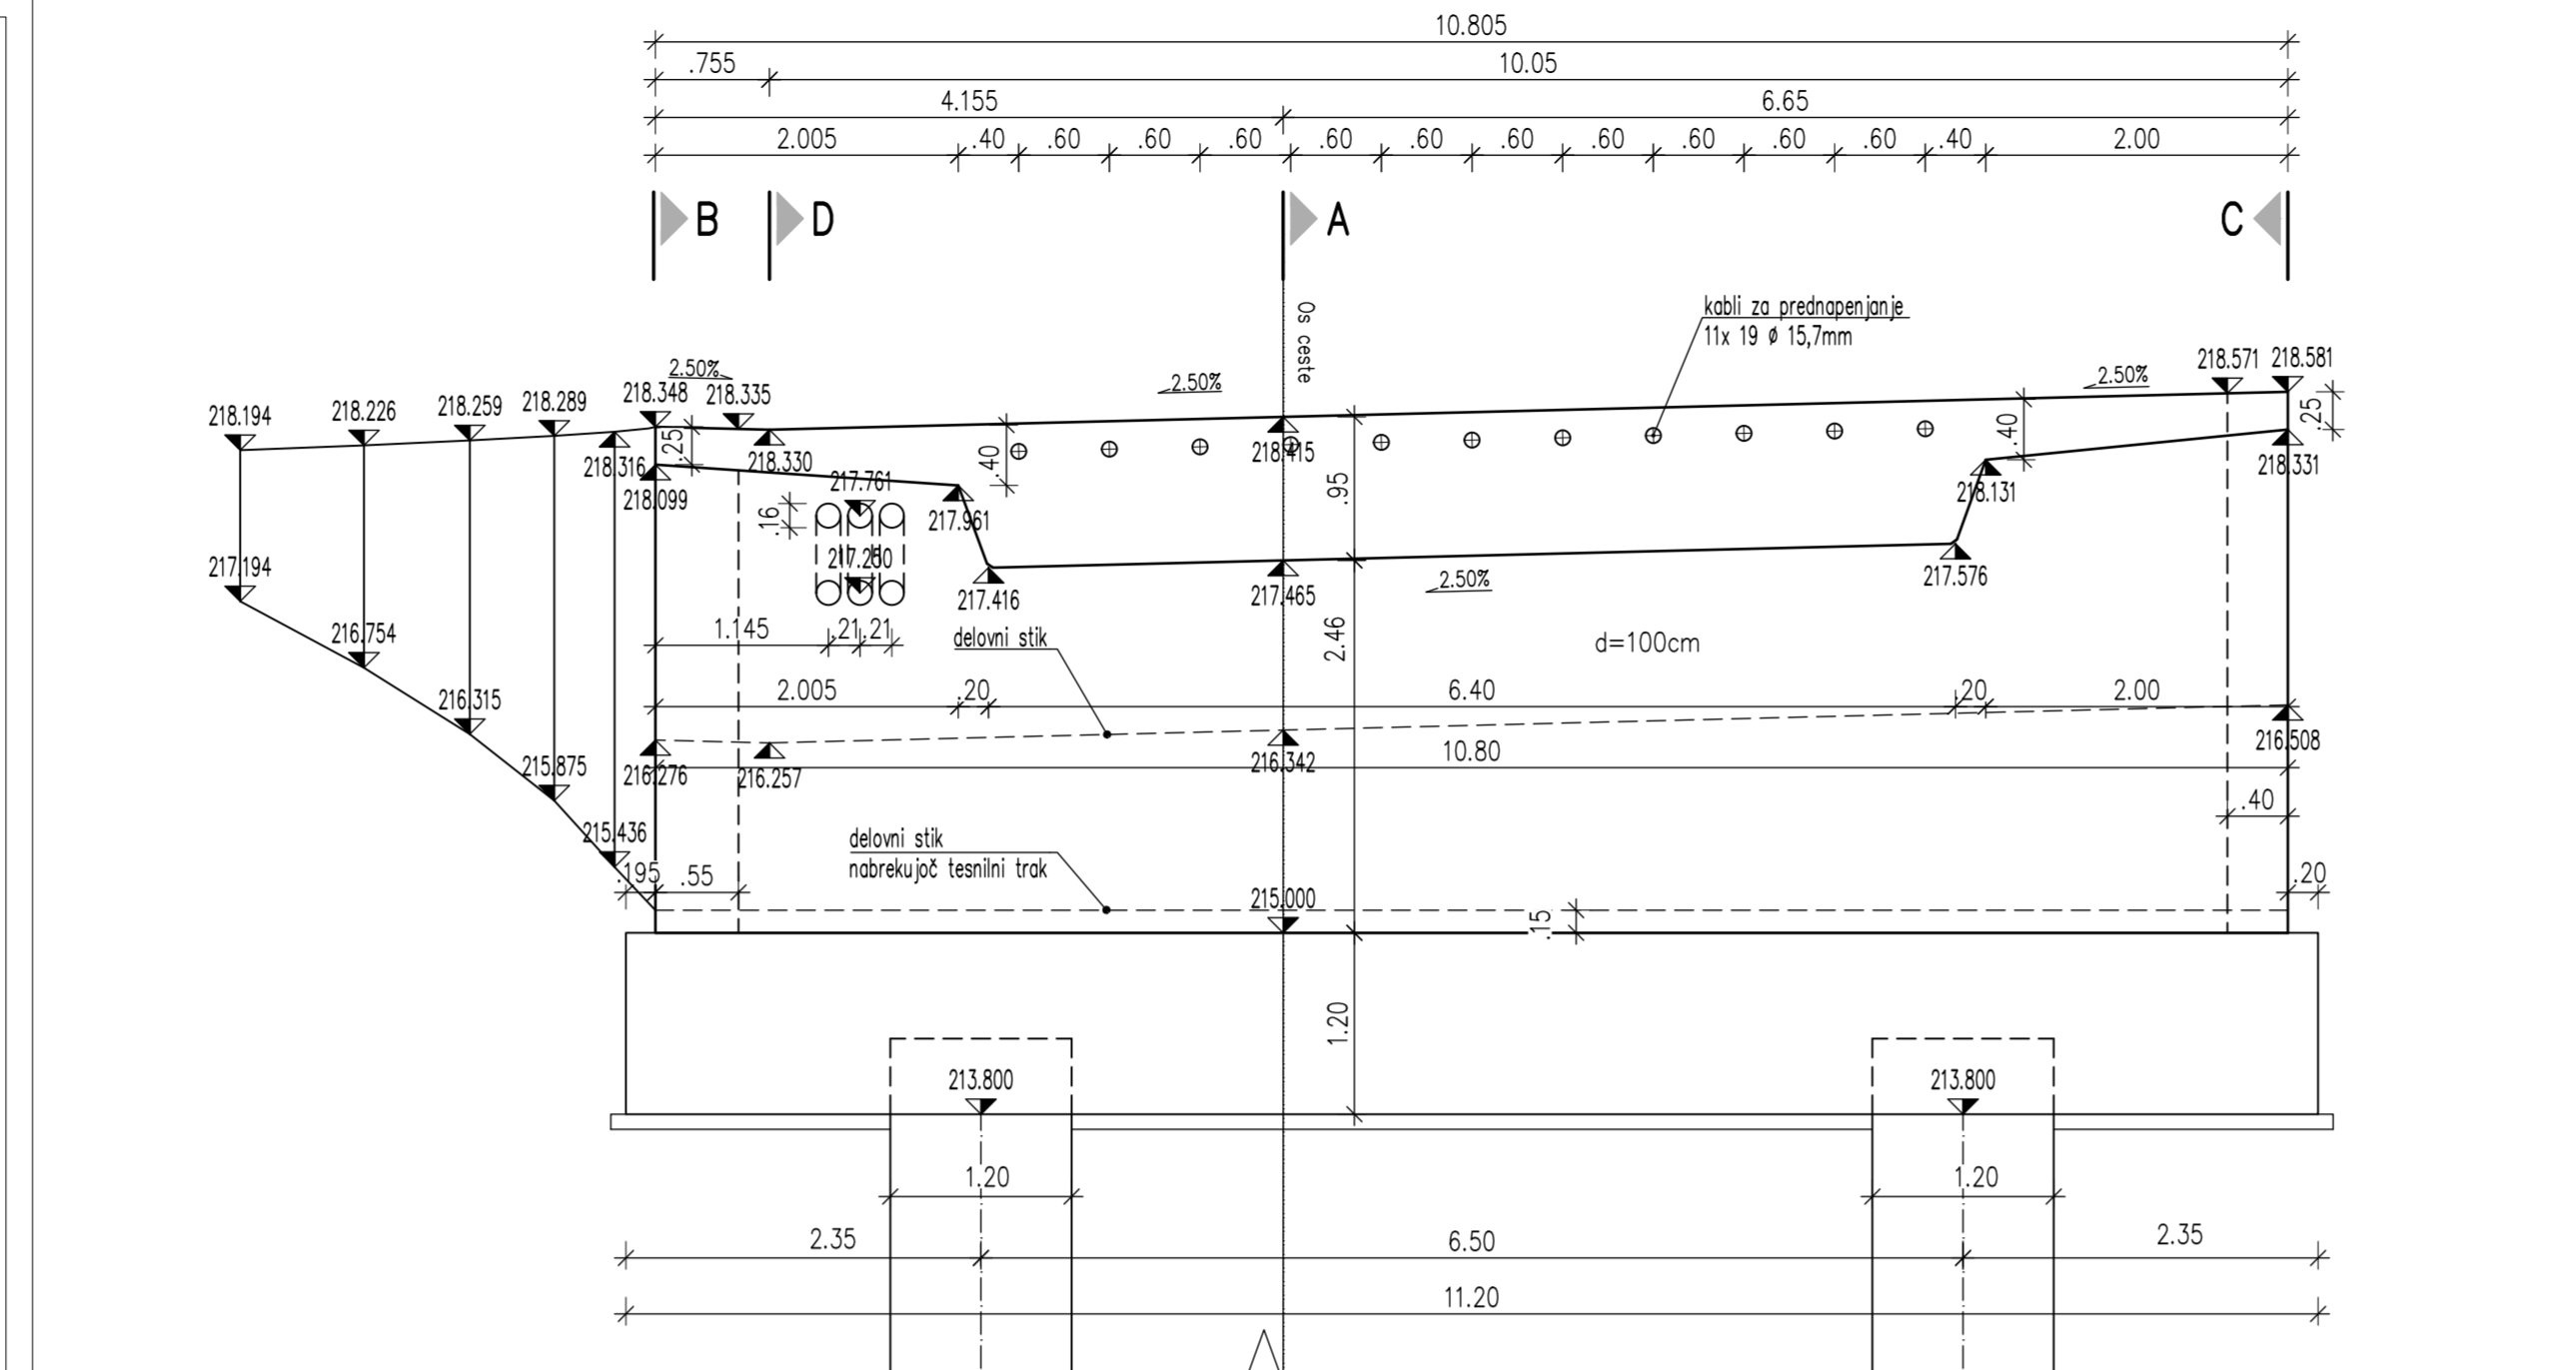 10.805
.755 10.05
4.155 6.65
2.005 .40 .60 .60 .60 .60 .60 .60 .60 .60 .60 .60 .40 2.00
B D A C
Os ceste
kabli za prednapenjanje
11x 19 ø 15,7mm
2.50% 2.50% 2.50%
218.194 218.226 218.259 218.289 218.348 218.335 218.571 218.581
218.316 .25 218.330 .40 218.415 .40 .25
218.099 217.761 217.961 .95 218.131 218.331
.16
217.194 217.250 217.416 217.465 2.50% 217.576
216.754 1.145 .21 .21 delovni stik 2.46 d=100cm
216.315 2.005 .20 6.40 .20 2.00
215.875 216.276 216.257 216.342 10.80 216.508
.40
215.436 delovni stik
nabrekujoč tesnilni trak
.195 .55 215.000 .15 .20
1.20
213.800 213.800
1.20 1.20
2.35 6.50 2.35
11.20